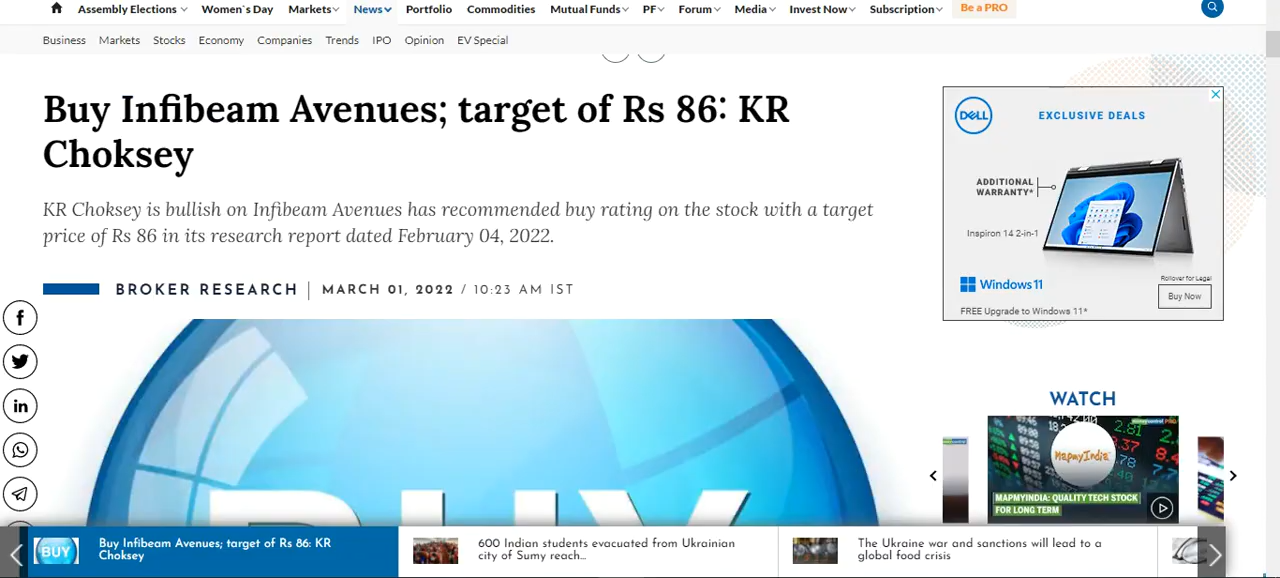 Assembly Elections Women's Day Markets News Portfolio Commodities Mutual Funds PF Forum Media Invest Now Subscription Be a PRO
Business Markets Stocks Economy Companies Trends IPO Opinion EV Special
Buy Infibeam Avenues; target of Rs 86: KR
Choksey
KR Choksey is bullish on Infibeam Avenues has recommended buy rating on the stock with a target
price of Rs 86 in its research report dated February 04, 2022.
BROKER RESEARCH | MARCH 01, 2022 / 10:23 AM IST
BUY
DELL
EXCLUSIVE DEALS
ADDITIONAL
WARRANTY*
Inspiron 14 2-in-1
Windows 11
Rollover for Legal
Buy Now
FREE Upgrade to Windows 11*
WATCH
MapmyIndia
MAPMYINDIA: QUALITY TECH STOCK
FOR LONG TERM
BUY
Buy Infibeam Avenues; target of Rs 86: KR
Choksey
600 Indian students evacuated from Ukrainian
city of Sumy reach...
The Ukraine war and sanctions will lead to a
global food crisis